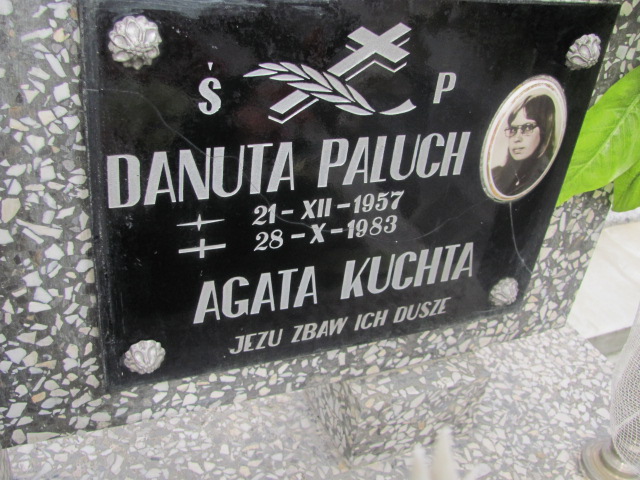 Ś P
DANUTA PALUCH
21-XII-1957
28-X-1983
AGATA KUCHTA
JEZU ZBAW ICH DUSZE